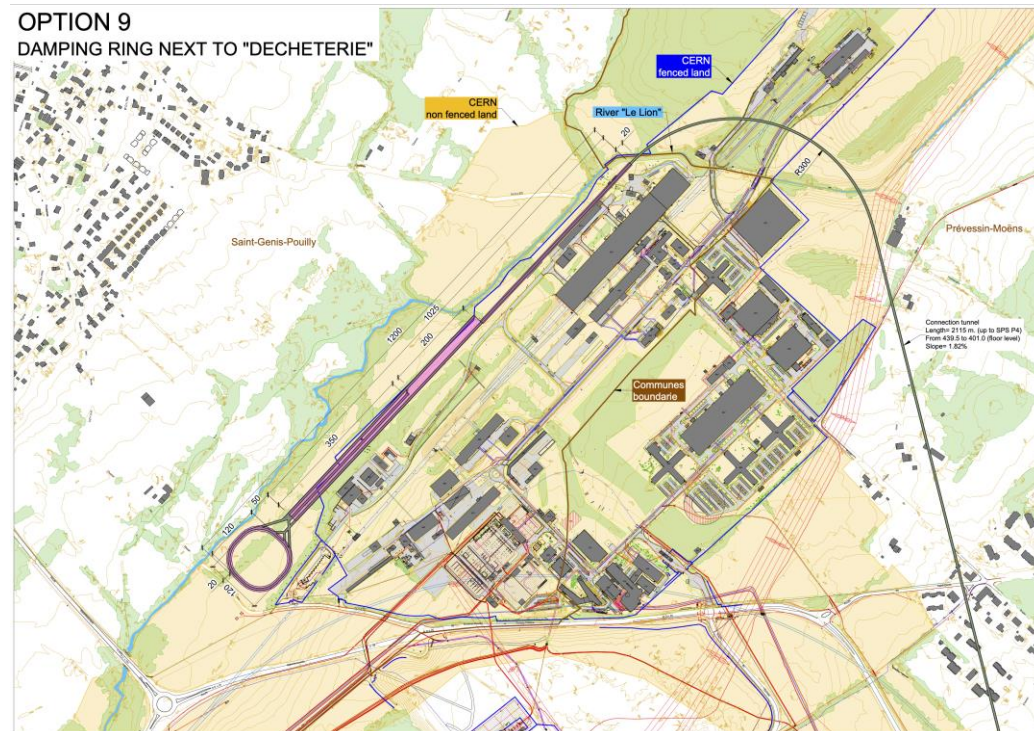 OPTION 9
DAMPING RING NEXT TO "DECHETERIE"
CERN
fenced land
CERN
non fenced land
River "Le Lion"
20
R300
Saint-Genis-Pouilly
Prévessin-Moëns
1025
1200
200
Connection tunnel
Length= 2115 m. (up to SPS P4)
From 439.5 to 401.0 (floor level)
Slope= 1.82%
Communes
boundarie
350
50
120
20
120